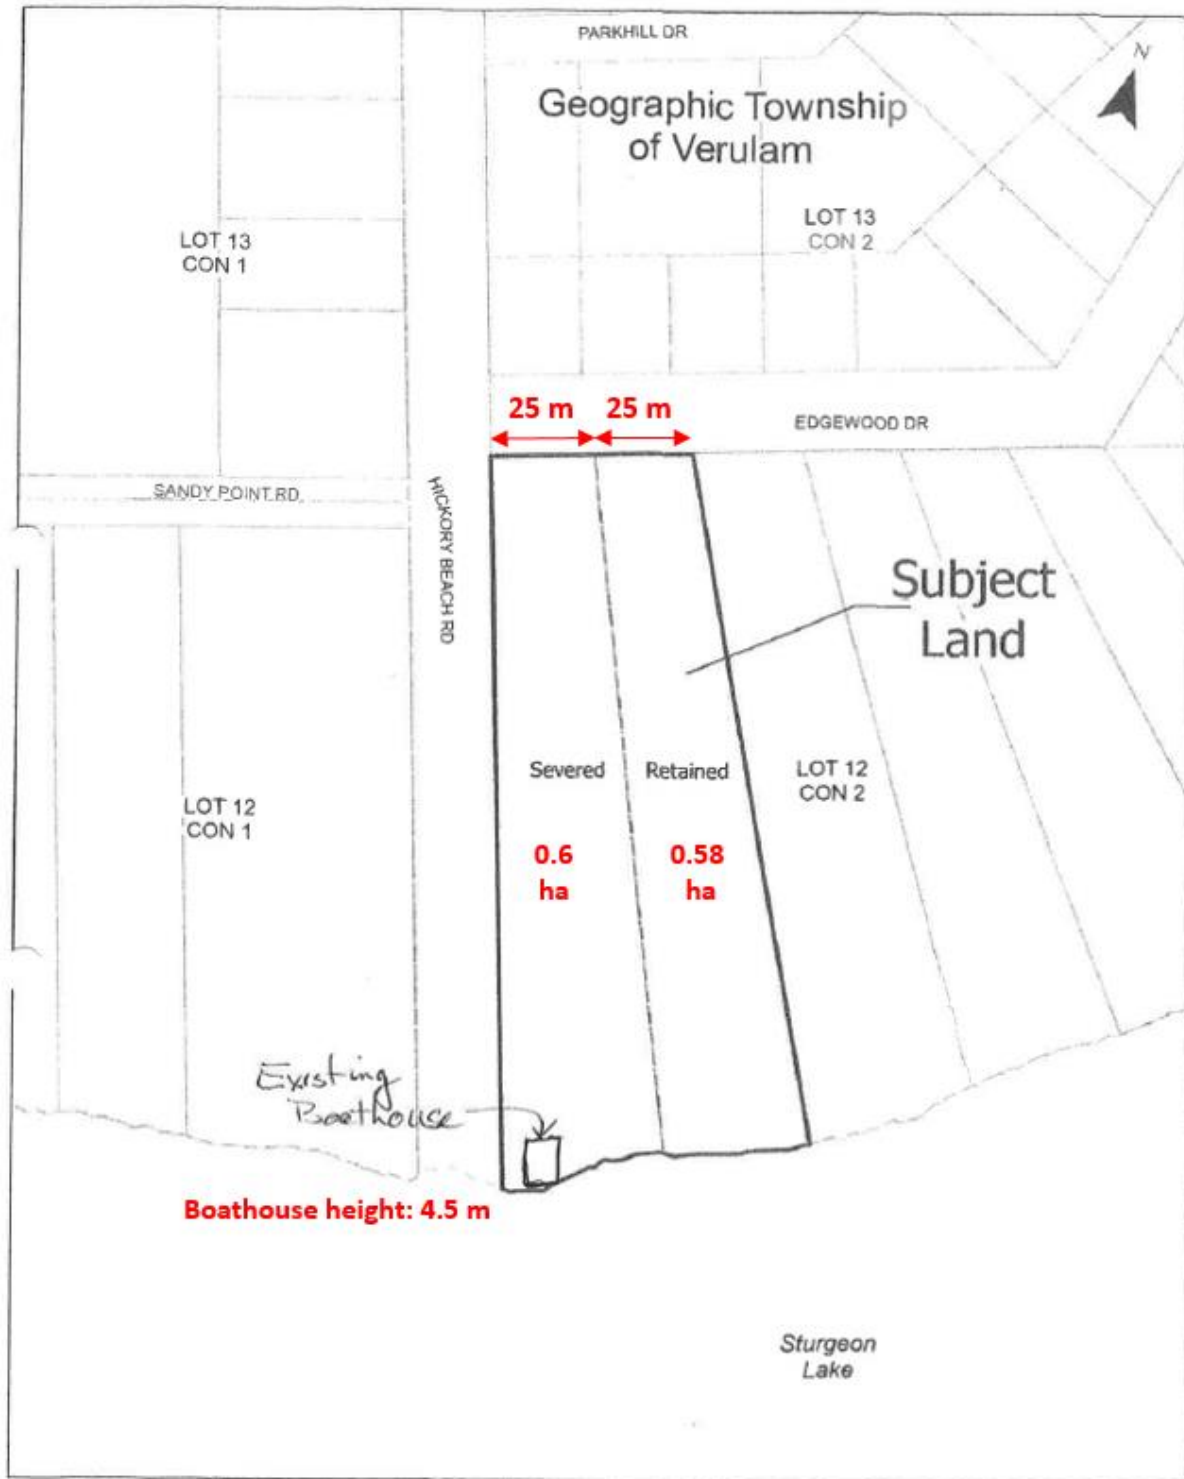 PARKHILL DR
N
Geographic Township
of Verulam
LOT 13
CON 1
LOT 13
CON 2
25 m
25 m
EDGEWOOD DR
SANDY POINT RD
HICKORY BEACH RD
Subject
Land
Severed
Retained
LOT 12
CON 2
LOT 12
CON 1
0.6
ha
0.58
ha
Existing
Boathouse
Boathouse height: 4.5 m
Sturgeon
Lake